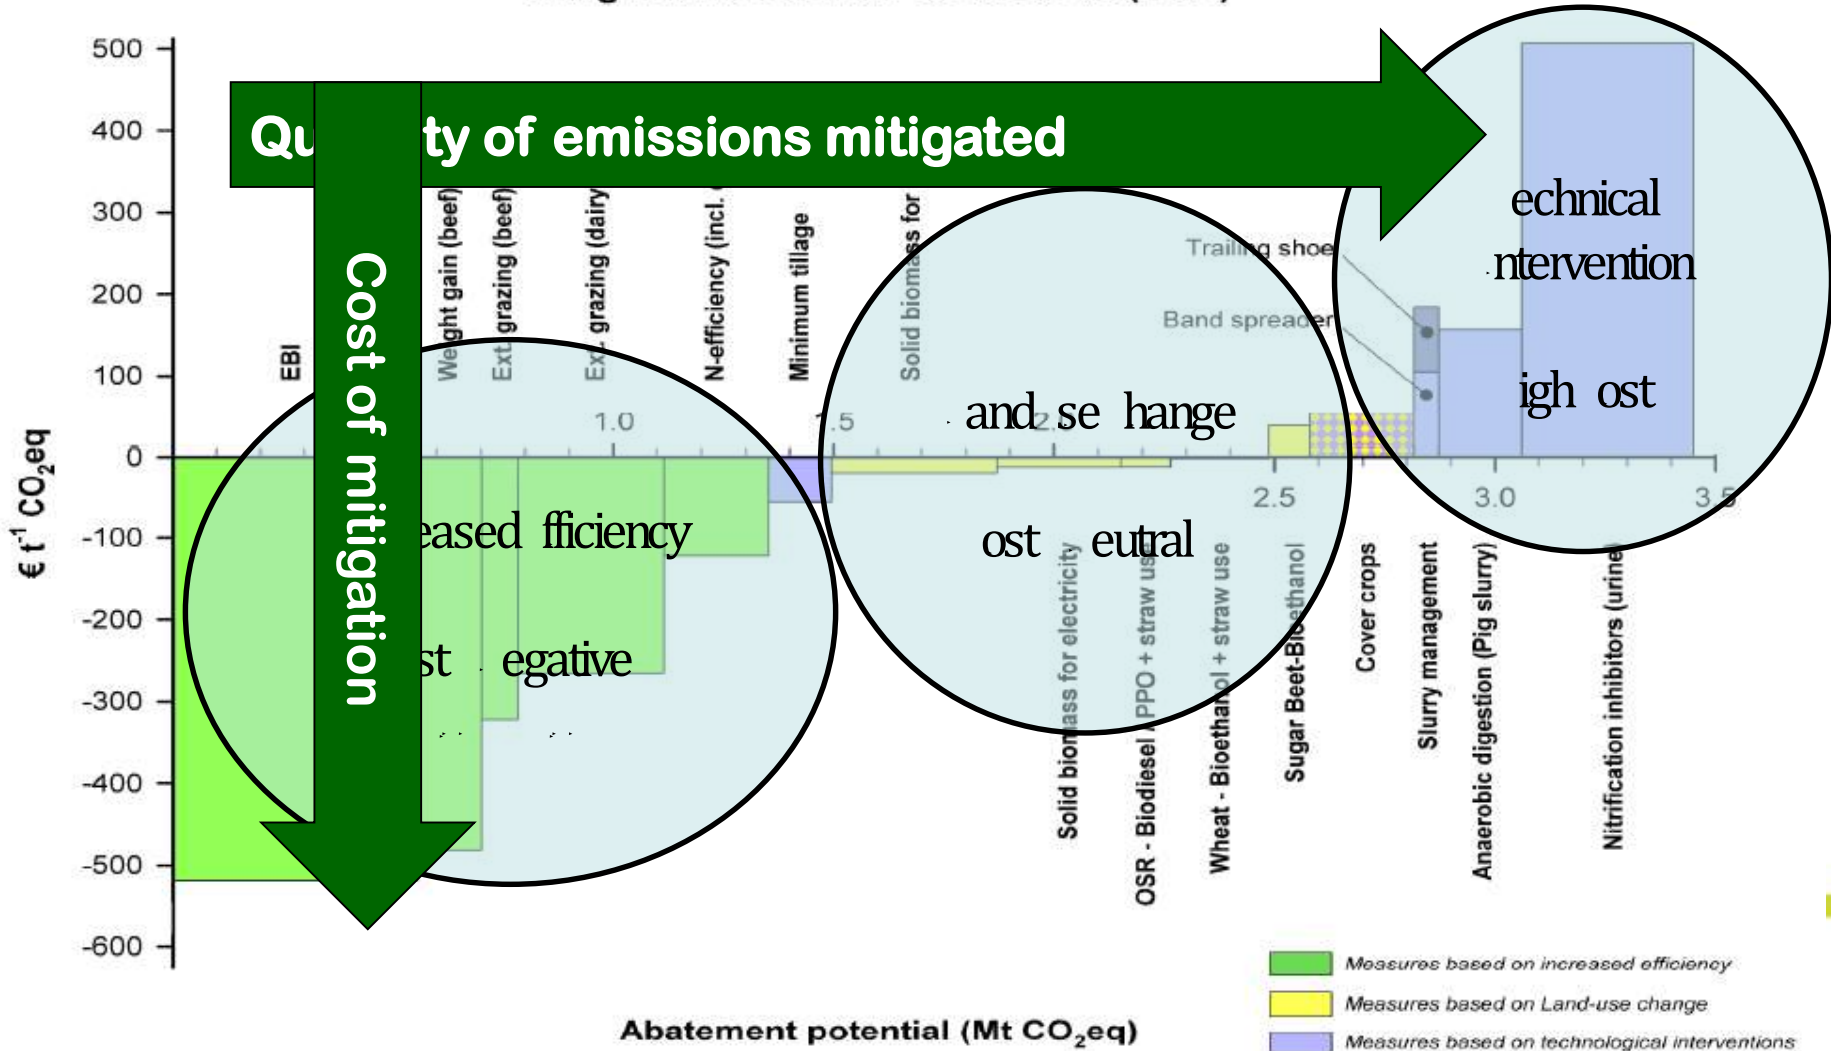 500
400
300
200
100
0
-100
-200
-300
-400
-500
-600
€ t-1 CO2eq
ty of emissions mitigated
Cost of mitigation
EBI
Weight gain (beef)
Ext. grazing (beef)
Ext. grazing (dairy
N-efficiency (incl.
Minimum tillage
Solid biomass for
Trailing shoe
Band spreader
echnical
ntervention
igh ost
and se hange
ost eutral
eased fficiency
st egative
1.0
2.5
3.0
3.5
Solid biomass for electricity
OSR - Biodiesel / PPO + straw use
Wheat - Bioethanol + straw use
Sugar Beet-Bioethanol
Cover crops
Slurry management
Anaerobic digestion (Pig slurry)
Nitrification inhibitors (urine)
Measures based on increased efficiency
Measures based on Land-use change
Measures based on technological interventions
Abatement potential (Mt CO2eq)